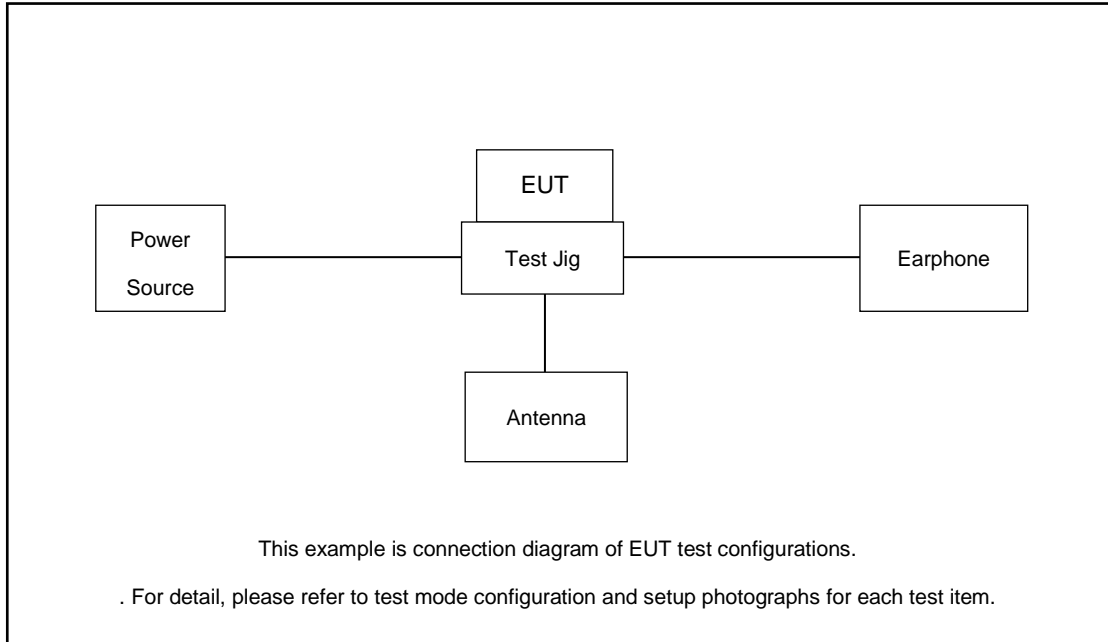 EUT
Power
Source
Test Jig
Earphone
Antenna
This example is connection diagram of EUT test configurations.
. For detail, please refer to test mode configuration and setup photographs for each test item.